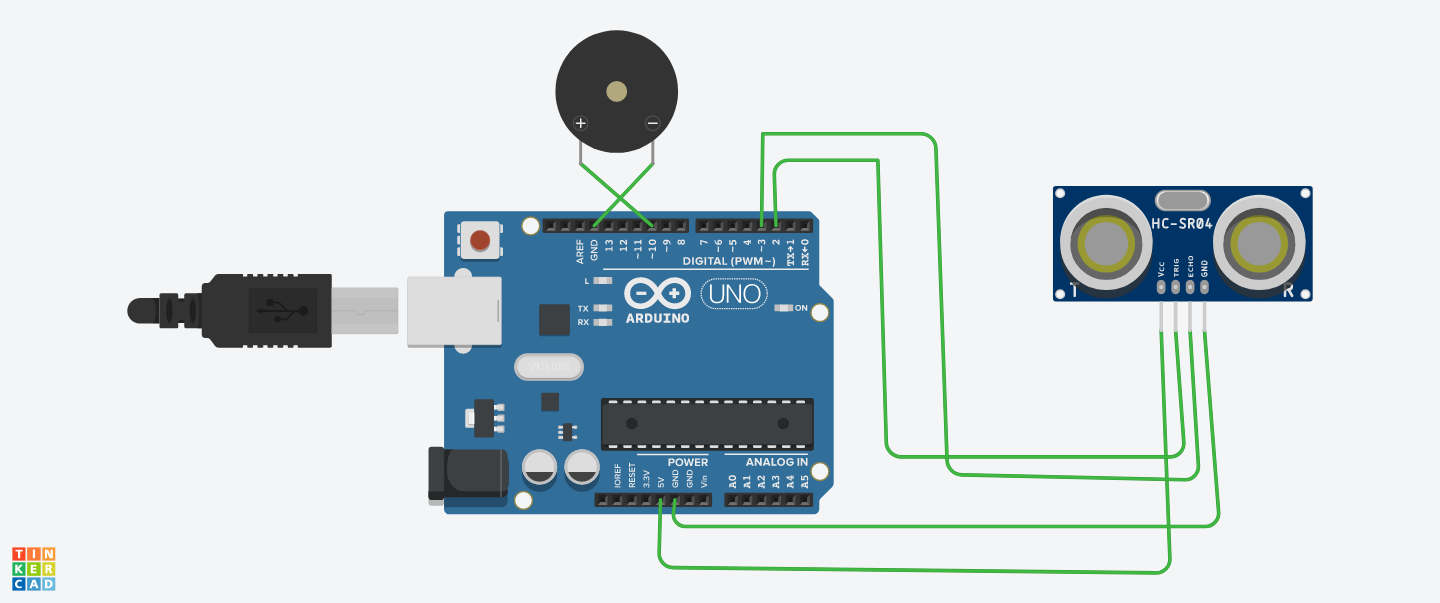 + −
HC-SR04
VCC
TRIG
ECHO
GND
T R
AREF
GND
13
12
~11
~10
~9
8
7
~6
~5
4
~3
2
TX→1
RX←0
DIGITAL (PWM~)
L
TX
RX
− +
UNO
ARDUINO
ON
POWER
ANALOG IN
IOREF
RESET
3.3V
5V
GND
GND
Vin
A0
A1
A2
A3
A4
A5
TIN
KER
CAD